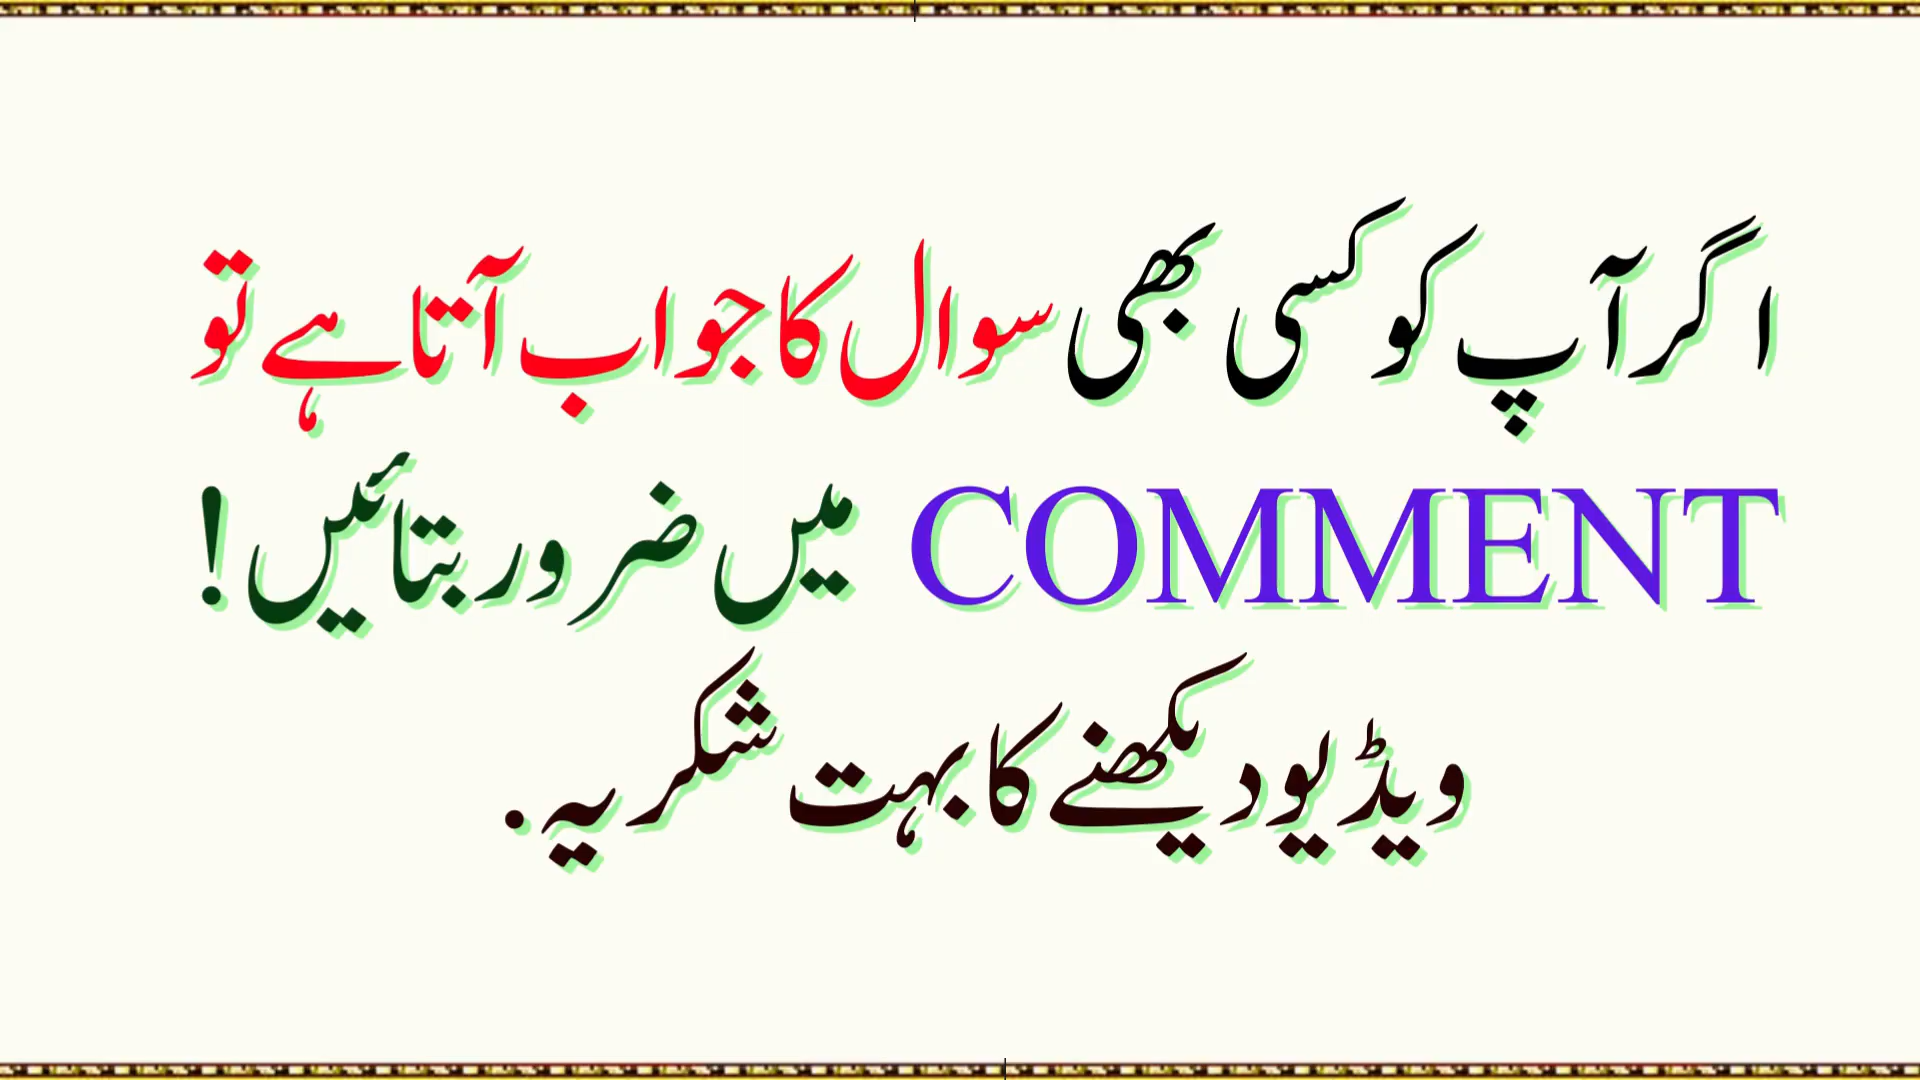 اگر آپ کو کسی بھی سوال کا جواب آتا ہے تو
COMMENT میں ضرور بتائیں!
ویڈیو دیکھنے کا بہت شکریہ.